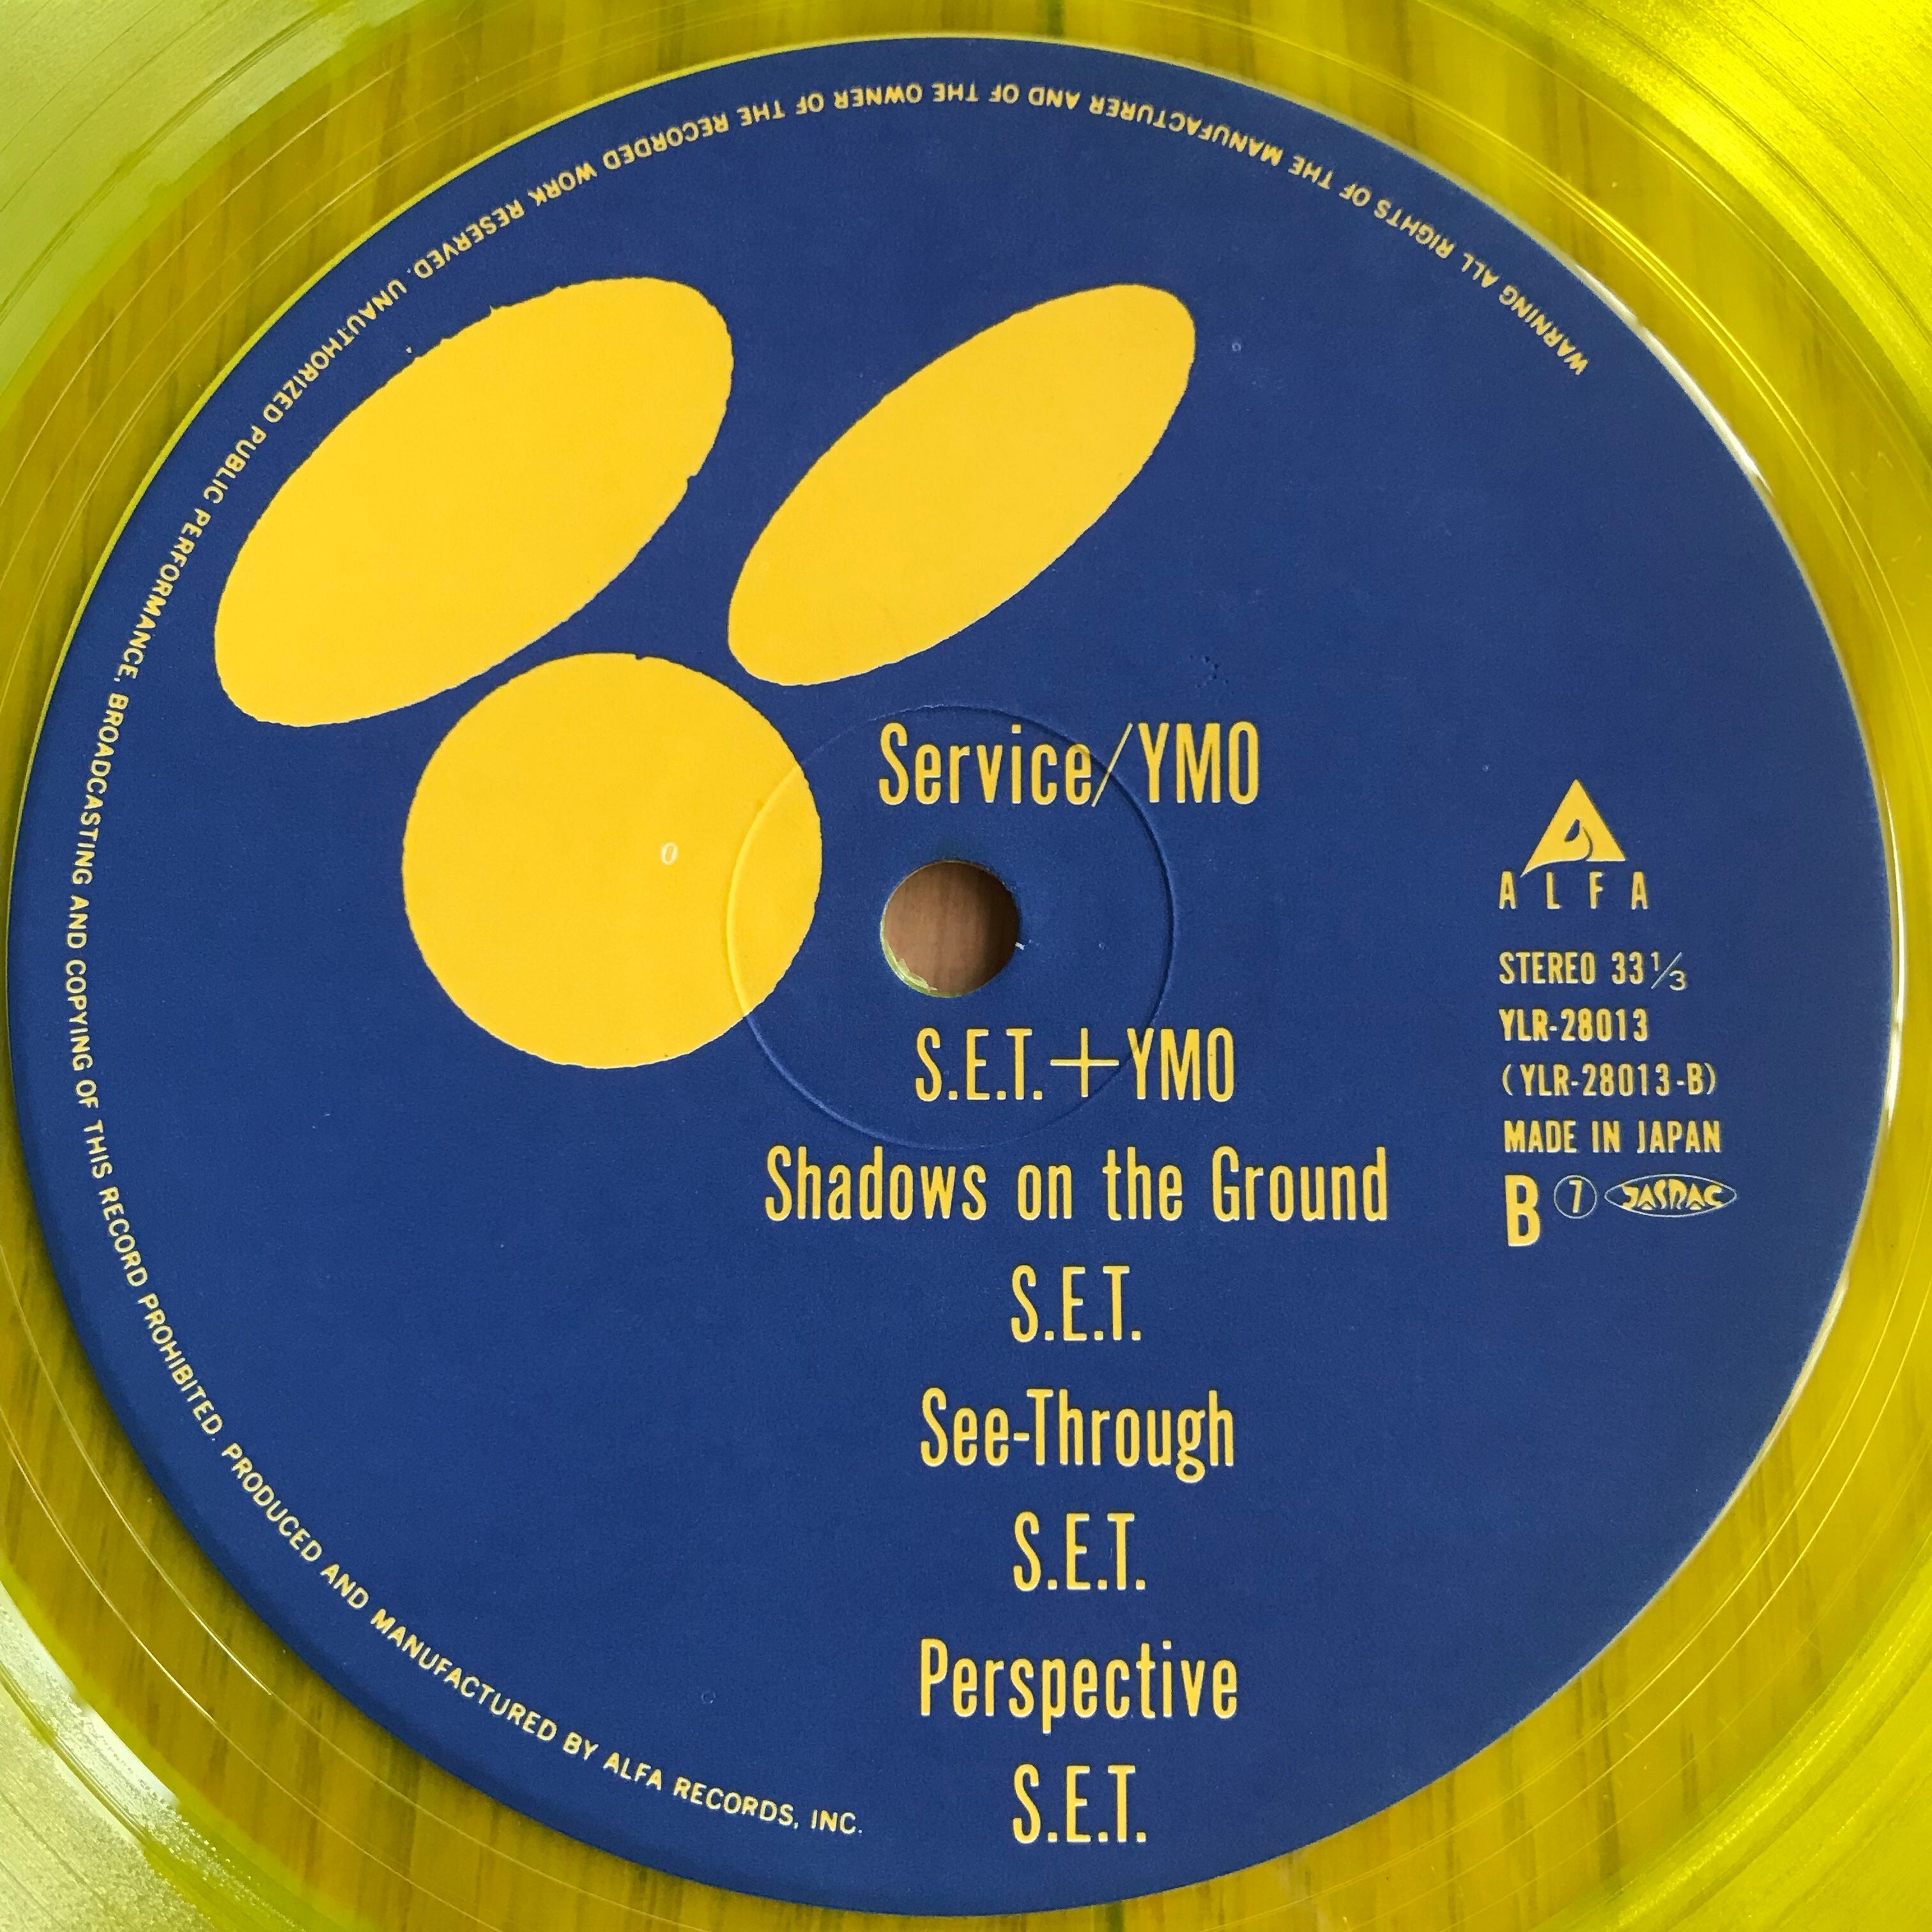 WARNING ALL RIGHTS OF THE MANUFACTURER AND OF THE OWNER OF THE RECORDED WORK RESERVED. UNAUTHORIZED PUBLIC PERFORMANCE, BROADCASTING AND COPYING OF THIS RECORD PROHIBITED. PRODUCED AND MANUFACTURED BY ALFA RECORDS, INC.
Service/YMO
S.E.T.+YMO
Shadows on the Ground
S.E.T.
See-Through
S.E.T.
Perspective
S.E.T.
ALFA
STEREO 33 1/3
YLR-28013
(YLR-28013-B)
MADE IN JAPAN
B ⑦ JASRAC